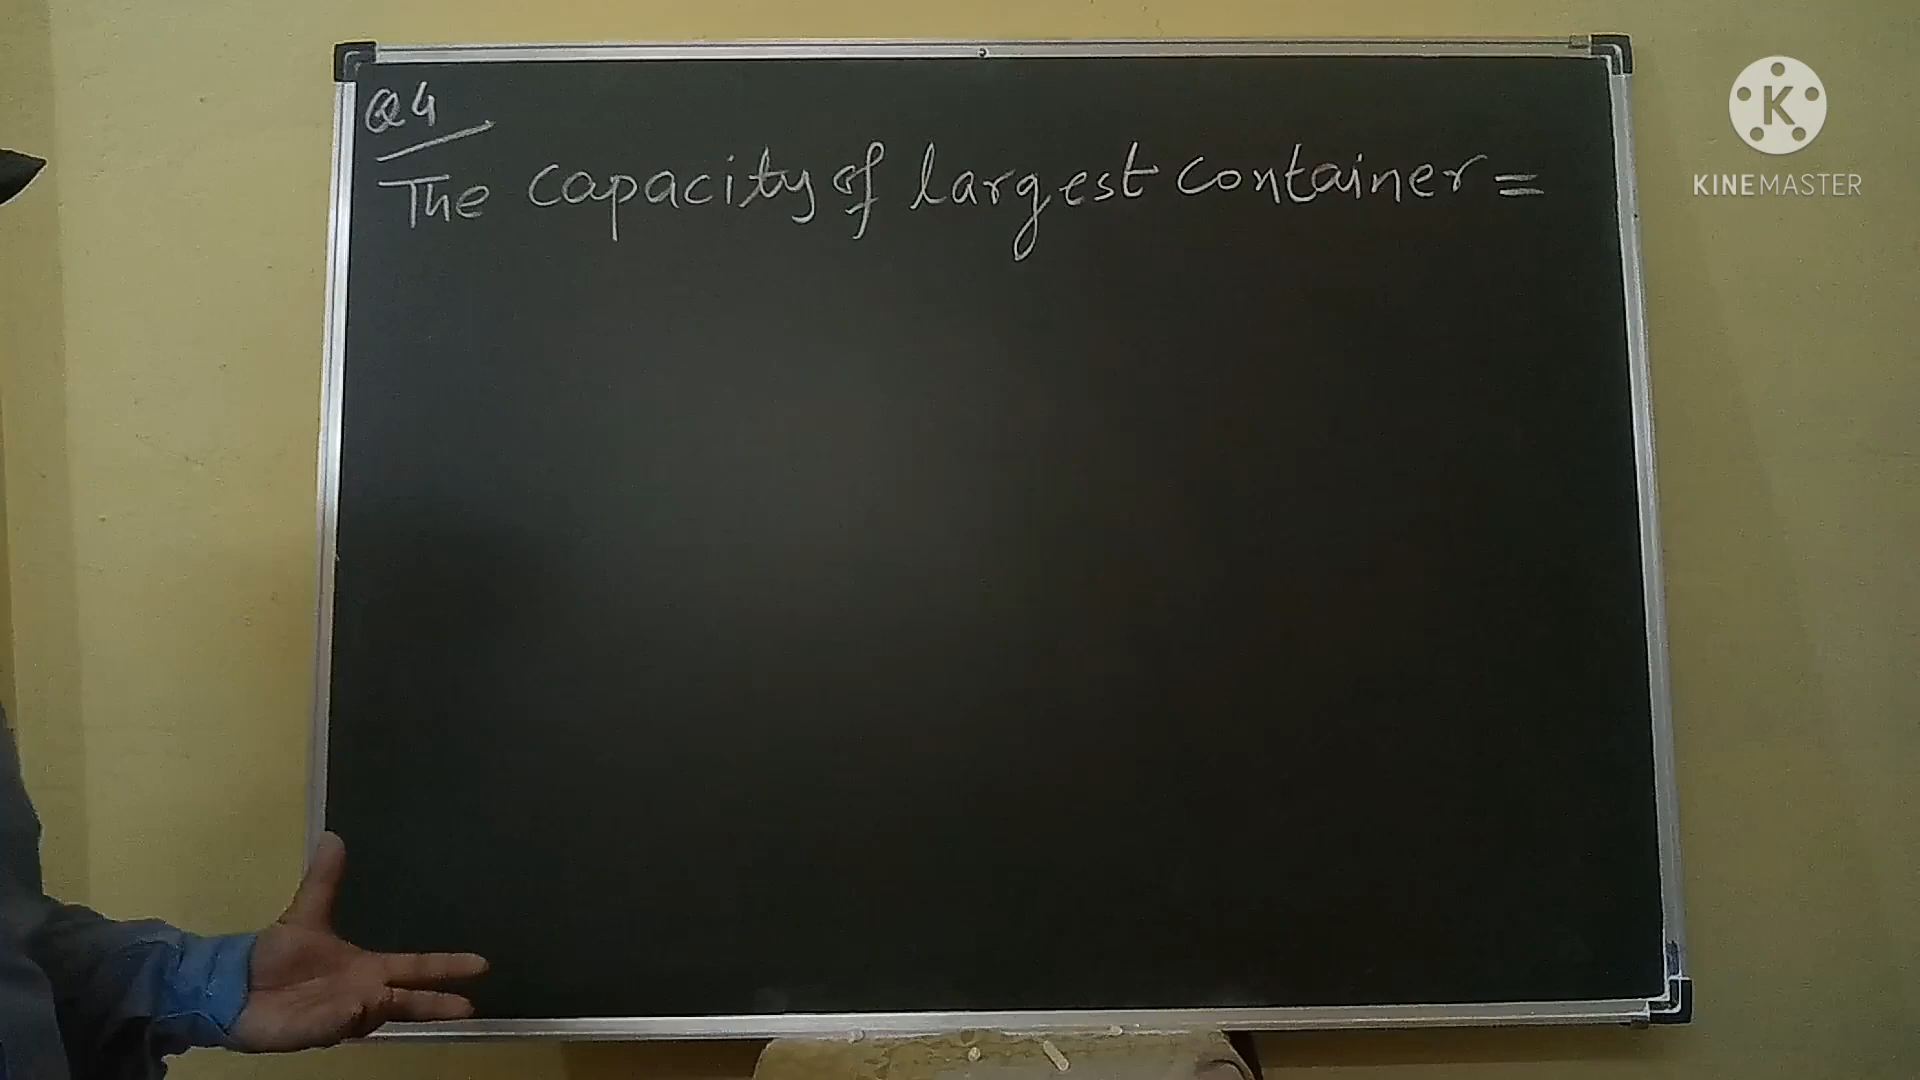 Q4
The capacity of largest container =
K
KINEMASTER